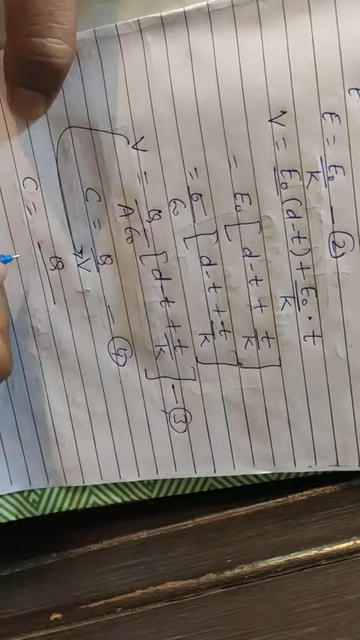 E = E₀/K — ②
V = E₀(d-t) + E₀/K · t
= E₀ [ d-t + t/K ]
= σ/ε₀ [ d-t + t/K ]
V = Q/Aε₀ [ d-t + t/K ] — ③
C = Q/V — ④
C = Q